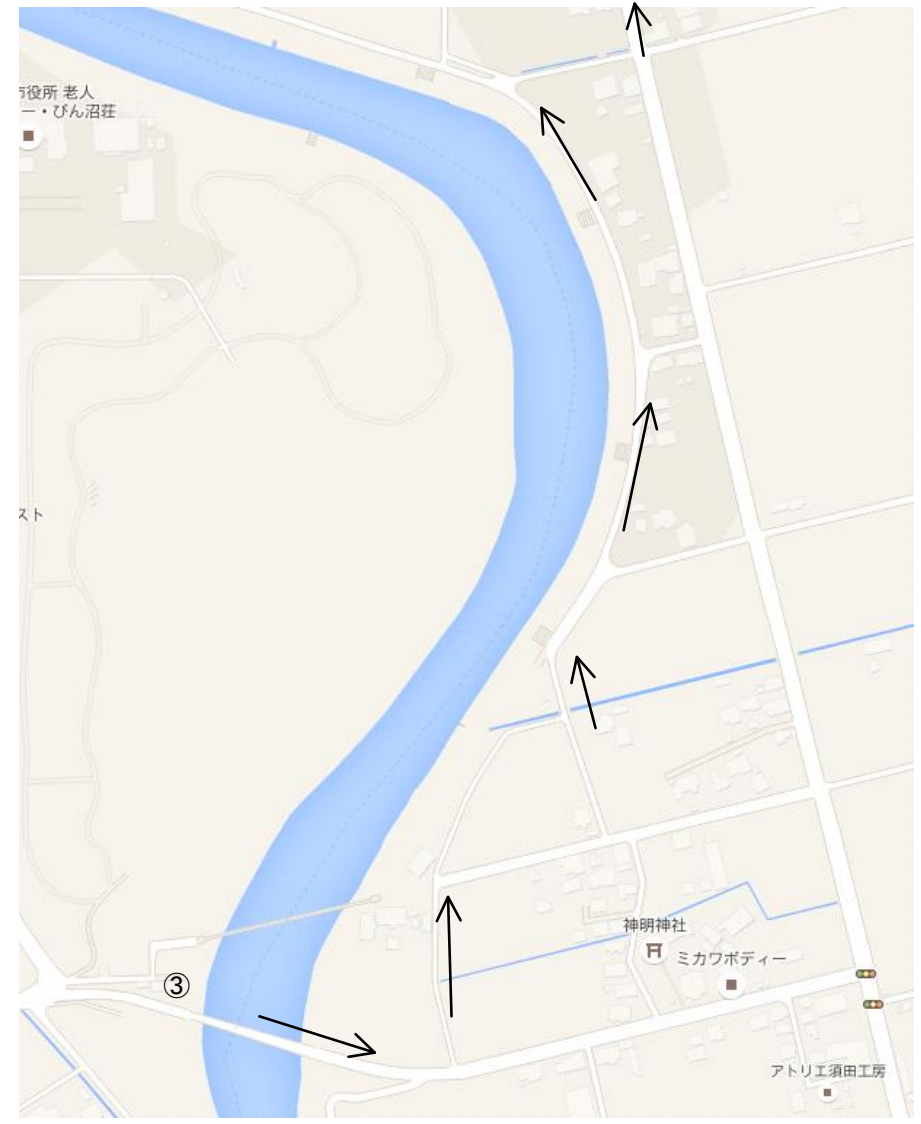 市役所 老人
ー・びん沼荘
スト
③
神明神社
ミカワボディー
アトリエ須田工房